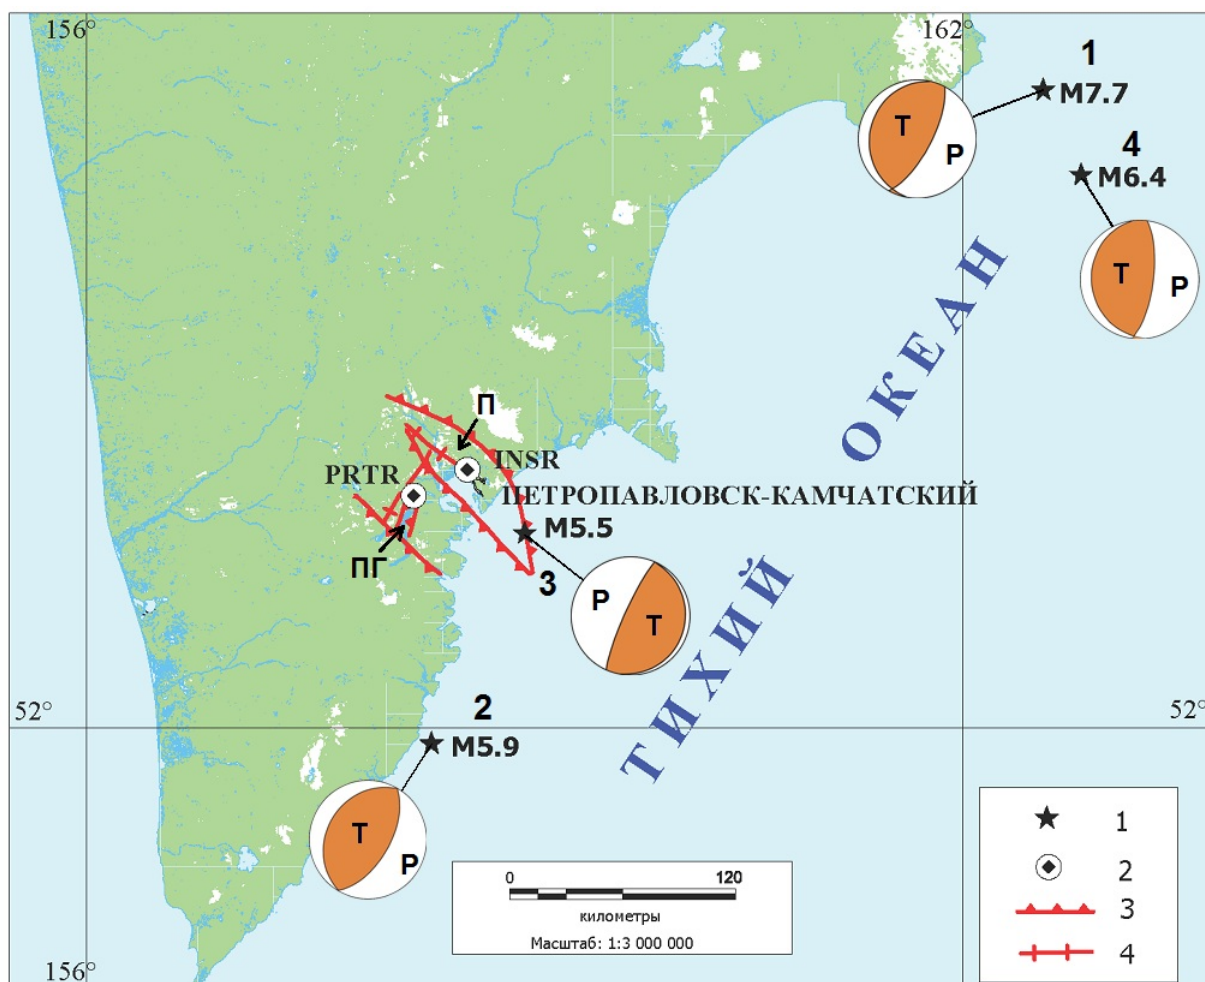 156°
162°
1
М7.7
4
М6.4
Т
Р
Т
Р
ТИХИЙ ОКЕАН
П
INSR
PRTR
ПЕТРОПАВЛОВСК-КАМЧАТСКИЙ
М5.5
ПГ
3
Р
Т
52°
52°
2
М5.9
Т
Р
0 120
километры
Масштаб: 1:3 000 000
1
2
3
4
156°